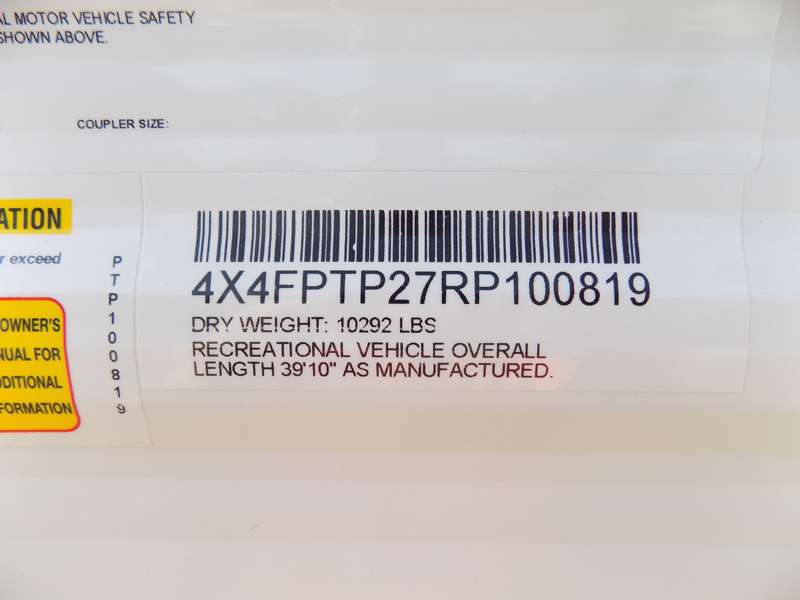 AL MOTOR VEHICLE SAFETY
SHOWN ABOVE.
COUPLER SIZE:
ATION
r exceed
OWNER'S
NUAL FOR
DDITIONAL
FORMATION
PTP100819
4X4FPTP27RP100819
DRY WEIGHT: 10292 LBS
RECREATIONAL VEHICLE OVERALL
LENGTH 39'10" AS MANUFACTURED.